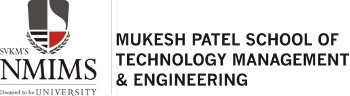 SVKM'S
NMIMS
Deemed to be UNIVERSITY
MUKESH PATEL SCHOOL OF
TECHNOLOGY MANAGEMENT
& ENGINEERING